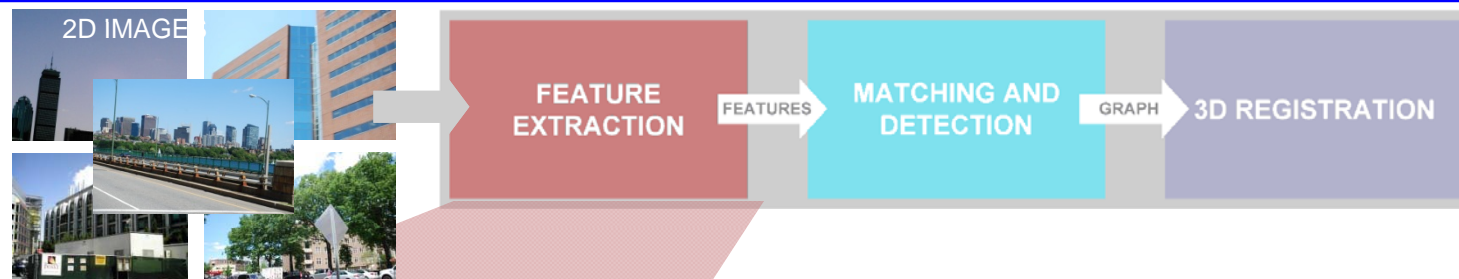 2D IMAGES
FEATURE
EXTRACTION
FEATURES
MATCHING AND
DETECTION
GRAPH
3D REGISTRATION